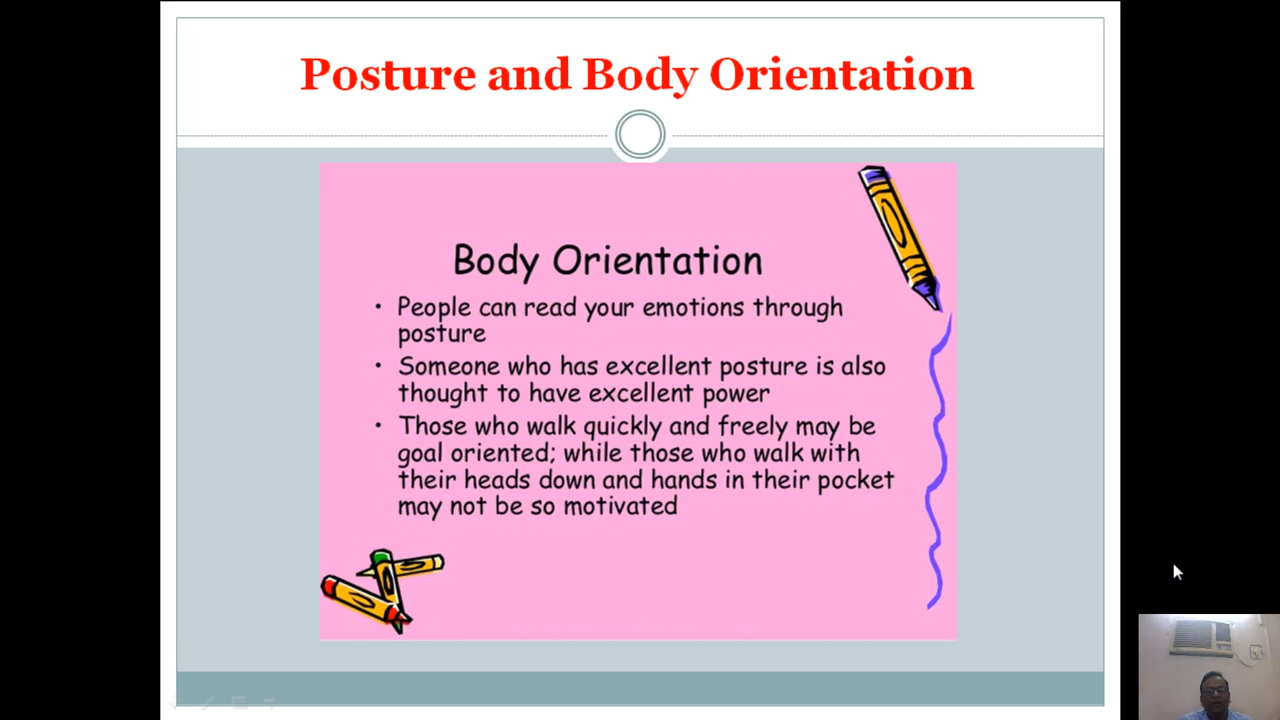 Posture and Body Orientation
Body Orientation
• People can read your emotions through
posture
• Someone who has excellent posture is also
thought to have excellent power
• Those who walk quickly and freely may be
goal oriented; while those who walk with
their heads down and hands in their pocket
may not be so motivated